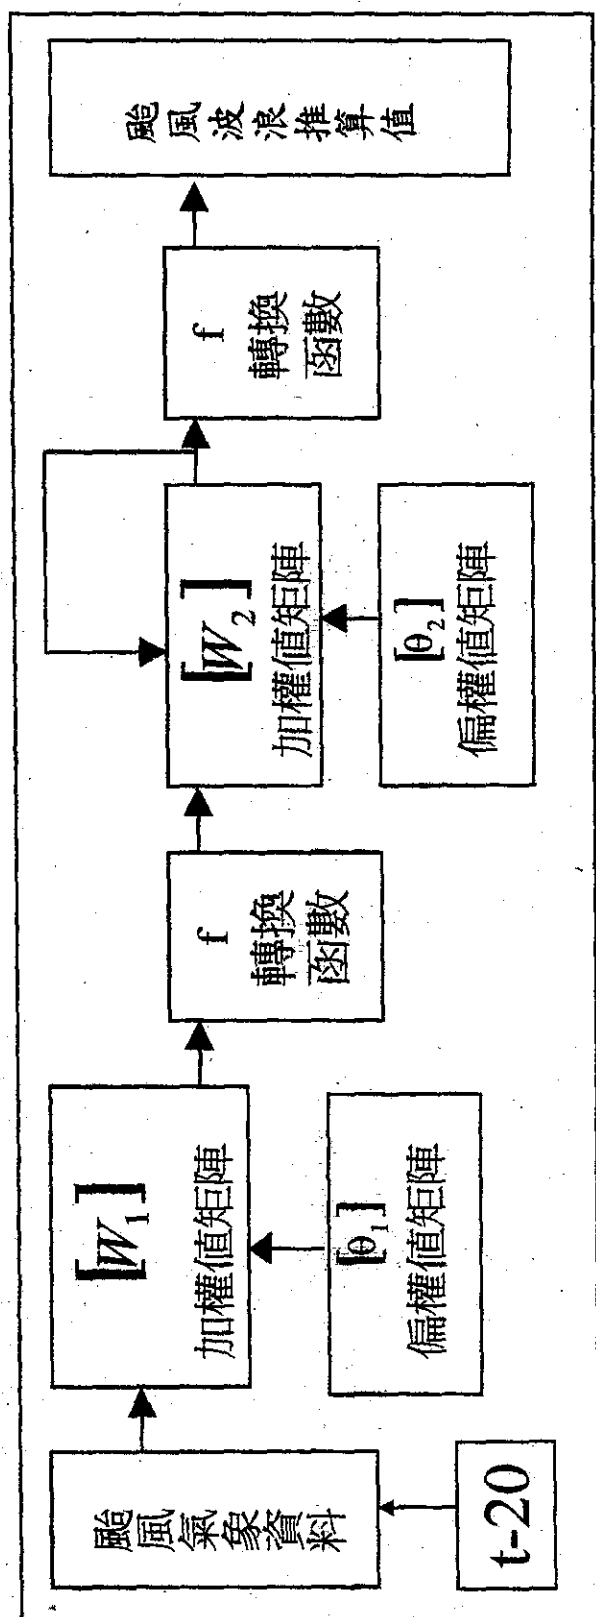 颱風氣象資料
t-20
[W₁]
加權值矩陣
[θ₁]
偏權值矩陣
f
轉換
函數
[W₂]
加權值矩陣
[θ₂]
偏權值矩陣
f
轉換
函數
颱風波浪推算值